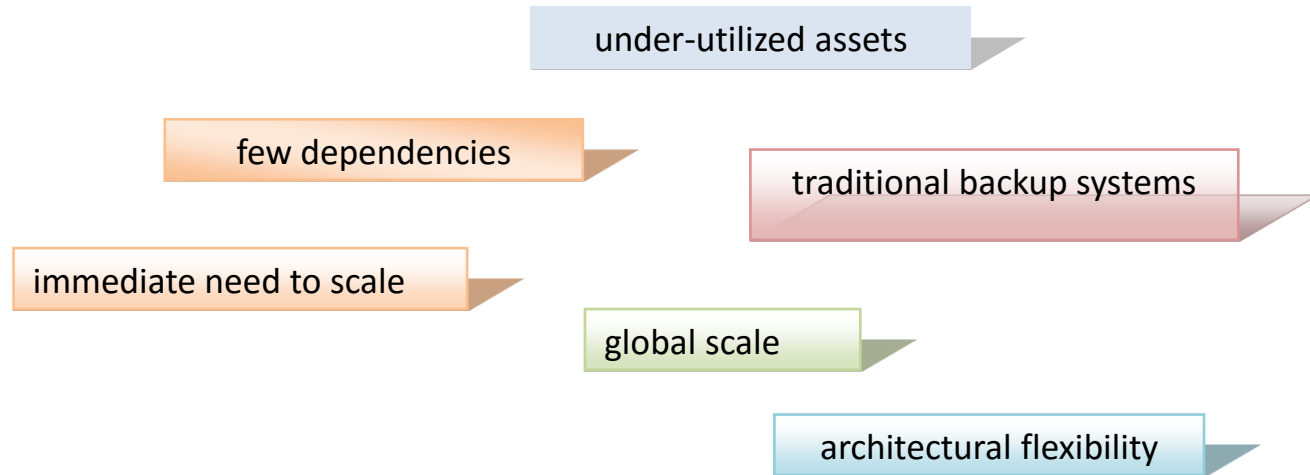 under-utilized assets
few dependencies
traditional backup systems
immediate need to scale
global scale
architectural flexibility